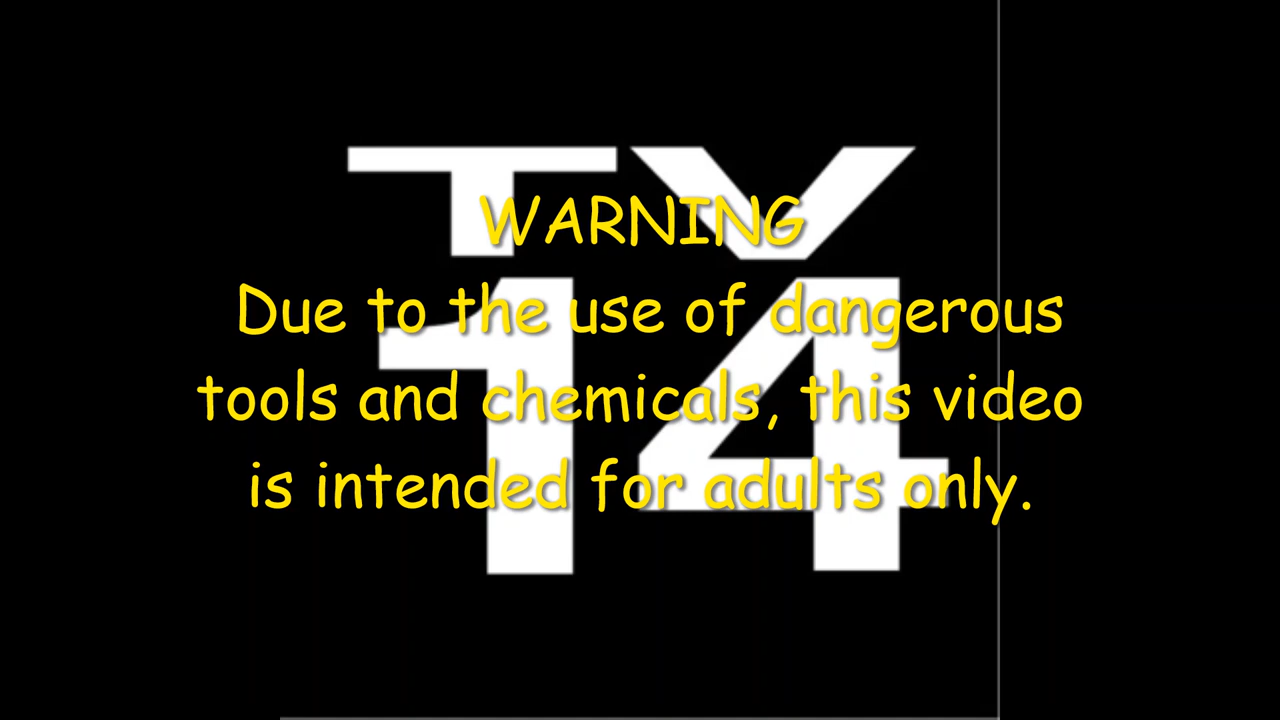 TV
14
WARNING
Due to the use of dangerous
tools and chemicals, this video
is intended for adults only.